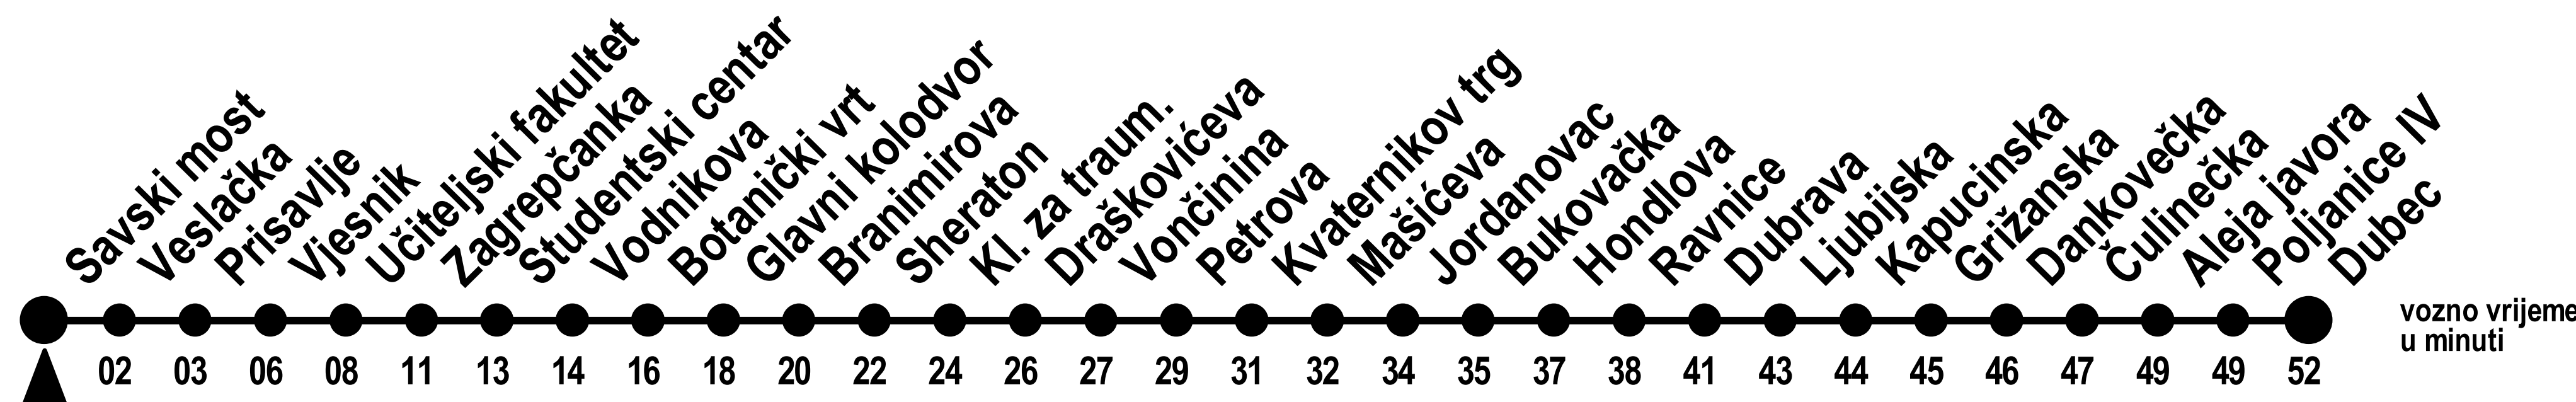 Savski most
Veslačka
Prisavlje
Vjesnik
Učiteljski fakultet
Zagrepčanka
Studentski centar
Vodnikova
Botanički vrt
Glavni kolodvor
Branimirova
Sheraton
Kl. za traum.
Draškovićeva
Vončinina
Petrova
Kvaternikov trg
Mašićeva
Jordanovac
Bukovačka
Hondlova
Ravnice
Dubrava
Ljubijska
Kapucinska
Grižanska
Dankovečka
Čulinečka
Aleja javora
Poljanice IV
Dubec
02 03 06 08 11 13 14 16 18 20 22 24 26 27 29 31 32 34 35 37 38 41 43 44 45 46 47 49 49 52
vozno vrijeme
u minuti